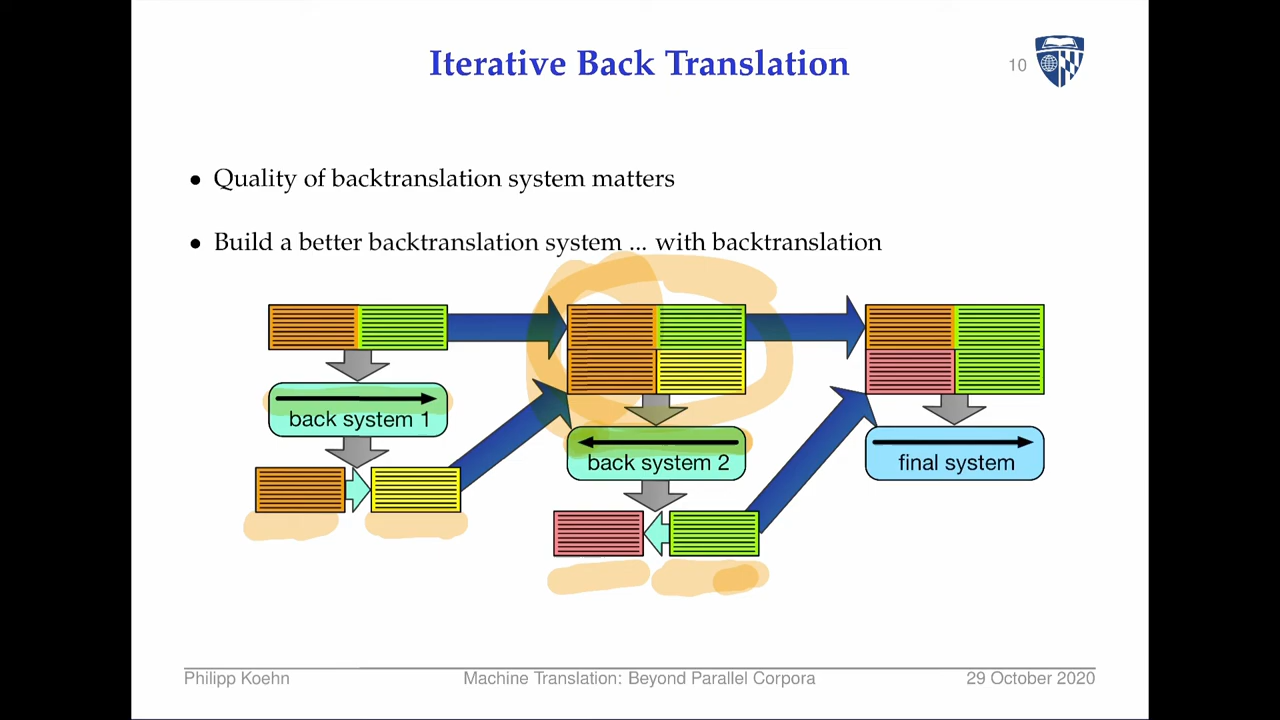 Iterative Back Translation
10
• Quality of backtranslation system matters
• Build a better backtranslation system ... with backtranslation
back system 1
back system 2
final system
Philipp Koehn
Machine Translation: Beyond Parallel Corpora
29 October 2020